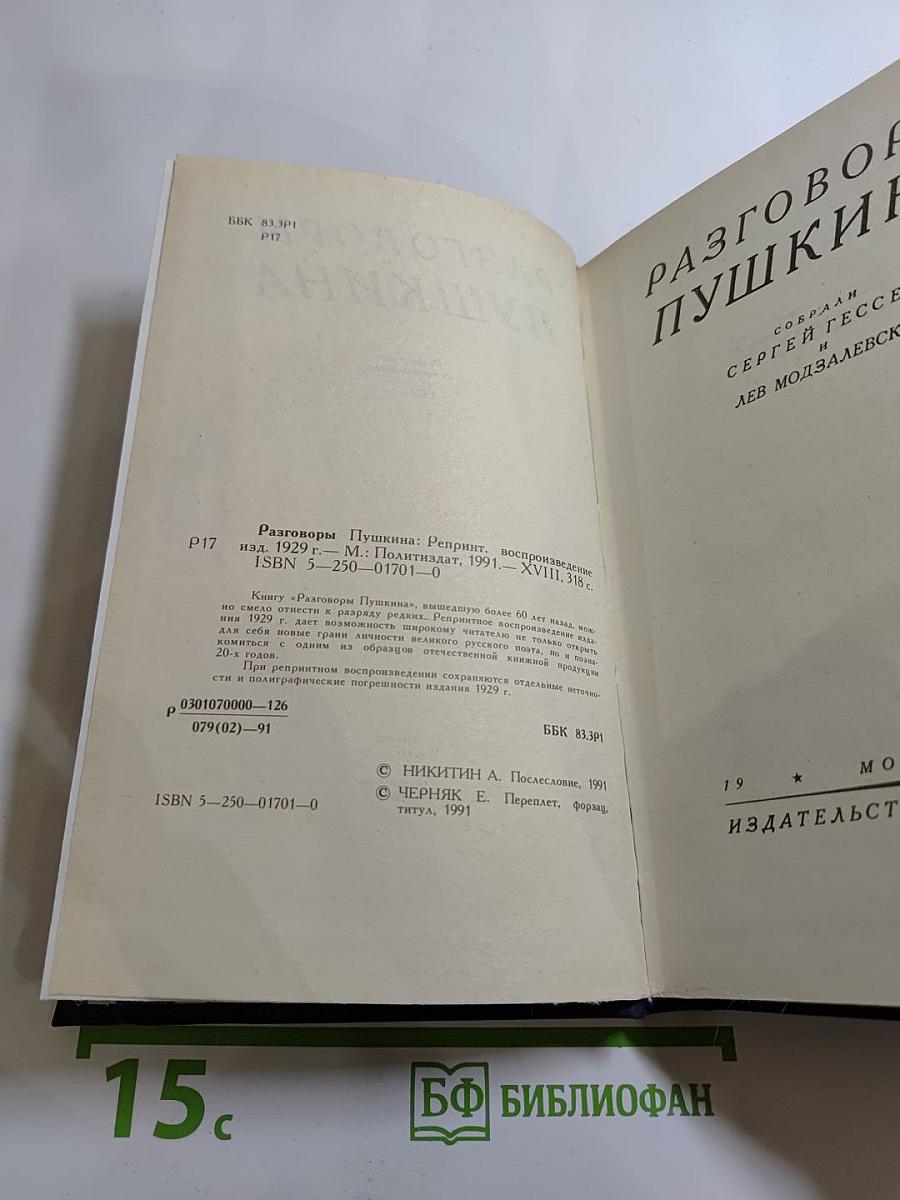 ББК 83.3Р1
Р17
Р17
Разговоры Пушкина: Репринт. воспроизведение
изд. 1929 г.— М.: Политиздат, 1991.— XVIII, 318 с.
ISBN 5—250—01701—0
Книгу «Разговоры Пушкина», вышедшую более 60 лет назад, мож-
но смело отнести к разряду редких. Репринтное воспроизведение изда-
ния 1929 г. дает возможность широкому читателю не только открыть
для себя новые грани личности великого русского поэта, но и позна-
комиться с одним из образцов отечественной книжной продукции
20-х годов.
При репринтном воспроизведении сохраняются отдельные неточно-
сти и полиграфические погрешности издания 1929 г.
Р 0301070000—126
079(02)—91
ББК 83.3Р1
© НИКИТИН А. Послесловие, 1991
© ЧЕРНЯК Е. Переплет, форзац,
титул, 1991
ISBN 5—250—01701—0
РАЗГОВОР
ПУШКИН
СОБРАЛИ
СЕРГЕЙ ГЕССЕ
И
ЛЕВ МОДЗАЛЕВСК
19 ★ МО
ИЗДАТЕЛЬСТ
15 с
БФ БИБЛИОФАН